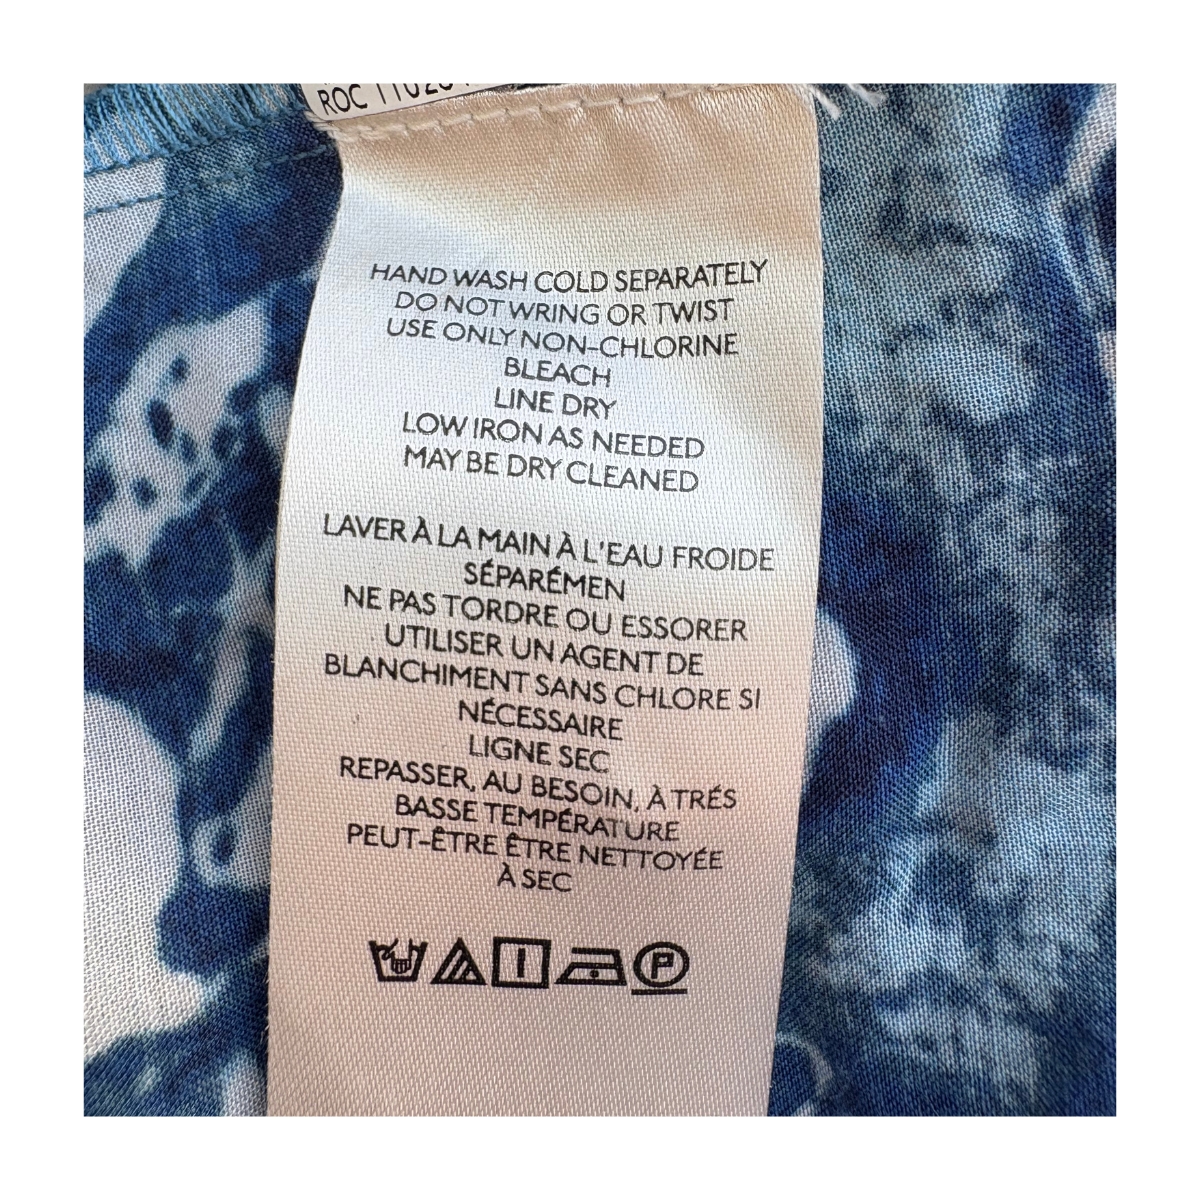 ROC
HAND WASH COLD SEPARATELY
DO NOT WRING OR TWIST
USE ONLY NON-CHLORINE
BLEACH
LINE DRY
LOW IRON AS NEEDED
MAY BE DRY CLEANED
LAVER À LA MAIN À L'EAU FROIDE
SÉPARÉMEN
NE PAS TORDRE OU ESSORER
UTILISER UN AGENT DE
BLANCHIMENT SANS CHLORE SI
NÉCESSAIRE
LIGNE SEC
REPASSER, AU BESOIN, À TRÉS
BASSE TEMPÉRATURE
PEUT-ÊTRE ÊTRE NETTOYÉE
À SEC
P